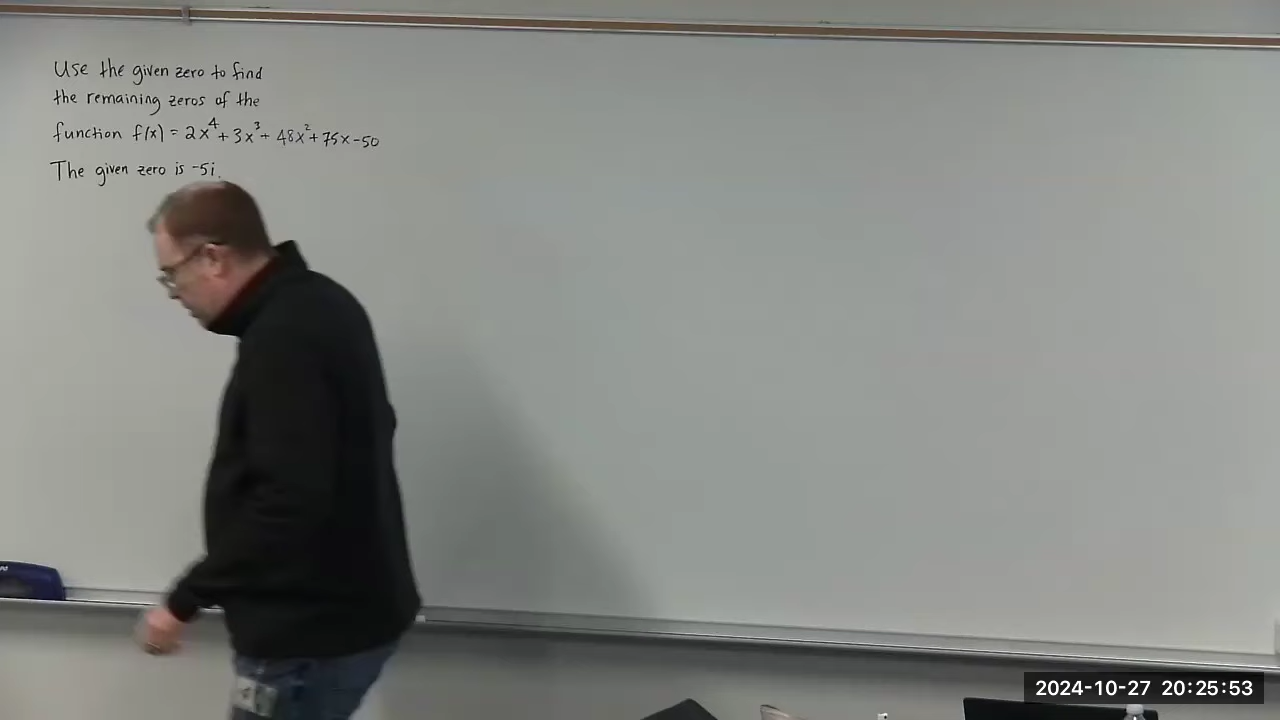 Use the given zero to find
the remaining zeros of the
function f(x) = 2x⁴ + 3x³ + 48x² + 75x - 50
The given zero is -5i.
2024-10-27 20:25:53